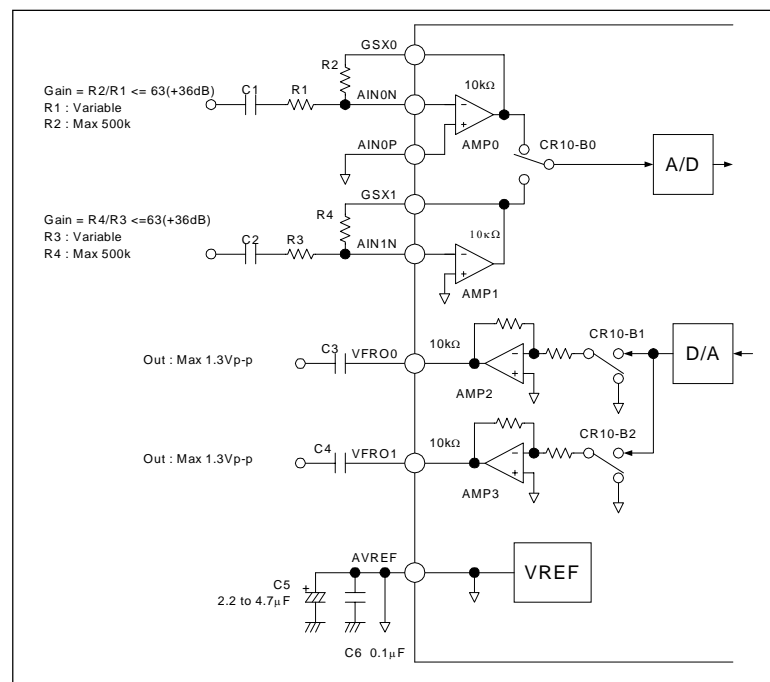 GSX0
Gain = R2/R1 <= 63(+36dB)
R1 : Variable
R2 : Max 500k
C1
R1
R2
AIN0N
10kΩ
AIN0P
AMP0
CR10-B0
A/D
GSX1
Gain = R4/R3 <=63(+36dB)
R3 : Variable
R4 : Max 500k
C2
R3
R4
AIN1N
10κΩ
AMP1
Out : Max 1.3Vp-p
C3
VFRO0
10kΩ
AMP2
CR10-B1
D/A
Out : Max 1.3Vp-p
C4
VFRO1
10kΩ
AMP3
CR10-B2
AVREF
C5
+
2.2 to 4.7μF
C6 0.1μF
VREF